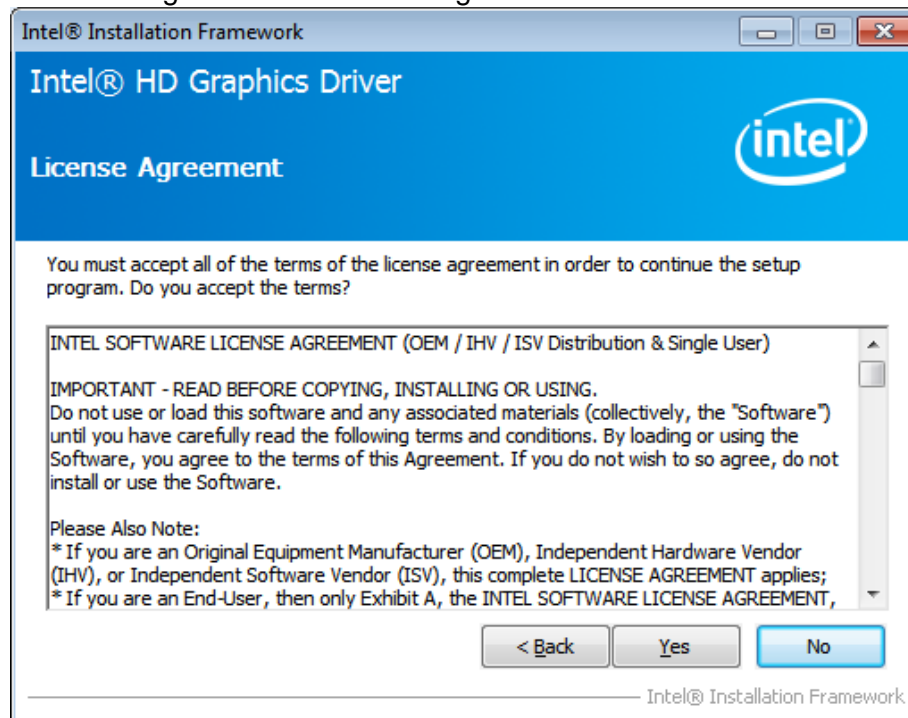 Intel® Installation Framework
Intel® HD Graphics Driver
intel
License Agreement
You must accept all of the terms of the license agreement in order to continue the setup
program. Do you accept the terms?
INTEL SOFTWARE LICENSE AGREEMENT (OEM / IHV / ISV Distribution & Single User)
IMPORTANT - READ BEFORE COPYING, INSTALLING OR USING.
Do not use or load this software and any associated materials (collectively, the "Software")
until you have carefully read the following terms and conditions. By loading or using the
Software, you agree to the terms of this Agreement. If you do not wish to so agree, do not
install or use the Software.
Please Also Note:
* If you are an Original Equipment Manufacturer (OEM), Independent Hardware Vendor
(IHV), or Independent Software Vendor (ISV), this complete LICENSE AGREEMENT applies;
* If you are an End-User, then only Exhibit A, the INTEL SOFTWARE LICENSE AGREEMENT,
< Back Yes No
Intel® Installation Framework